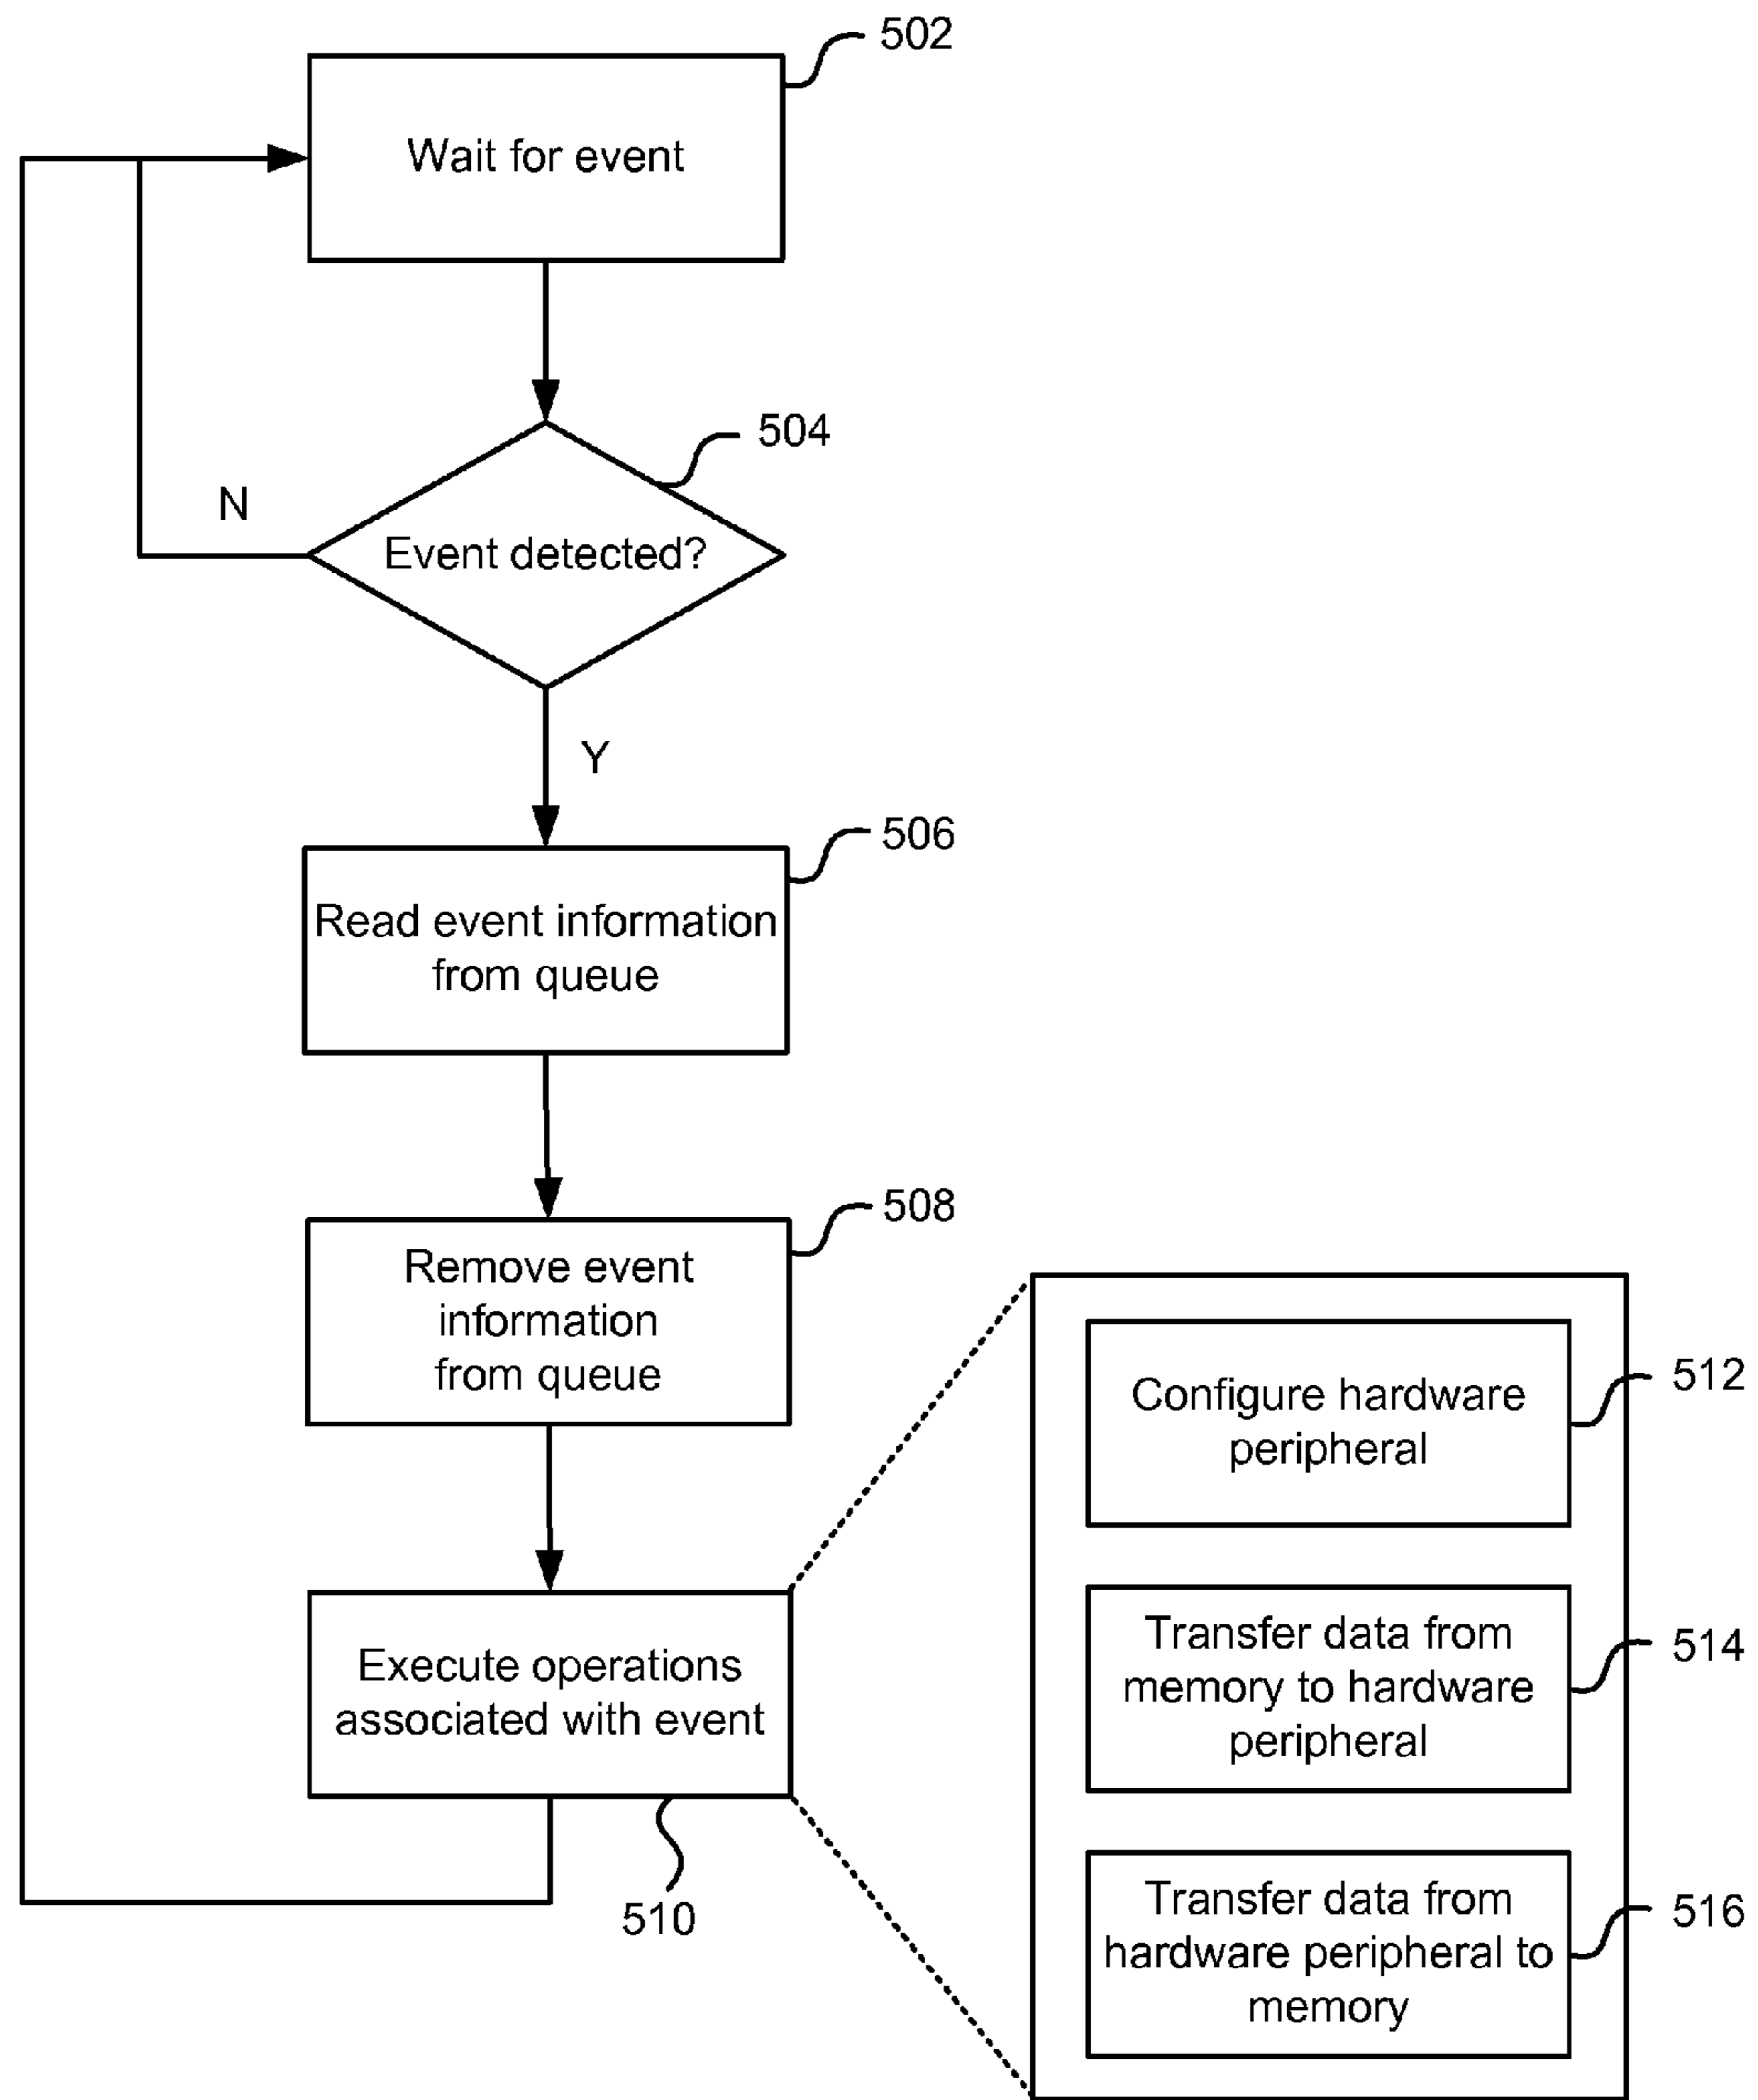 502
Wait for event
504
N
Event detected?
Y
506
Read event information
from queue
508
Remove event
information
from queue
Execute operations
associated with event
510
512
Configure hardware
peripheral
514
Transfer data from
memory to hardware
peripheral
516
Transfer data from
hardware peripheral to
memory